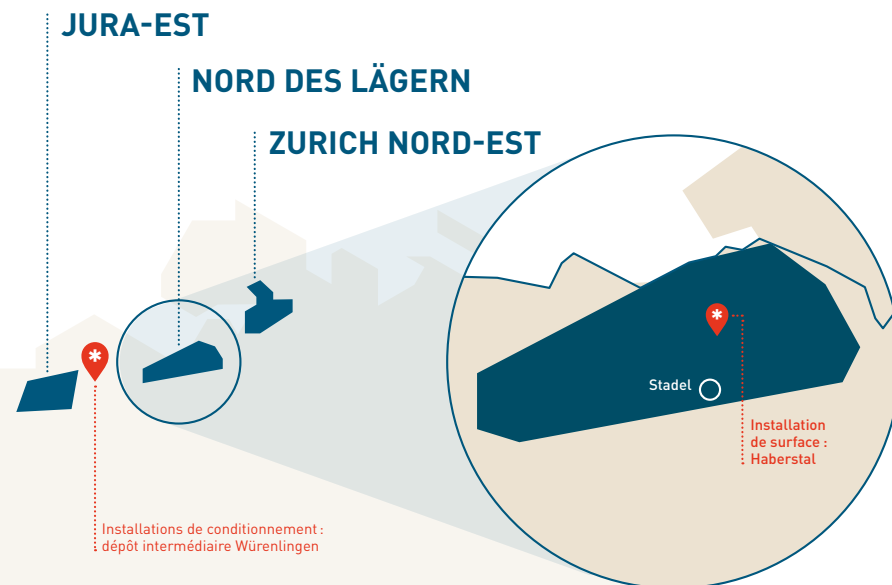 JURA-EST
NORD DES LÄGERN
ZURICH NORD-EST
*
*
Stadel
Installation
de surface :
Haberstal
Installations de conditionnement :
dépôt intermédiaire Würenlingen